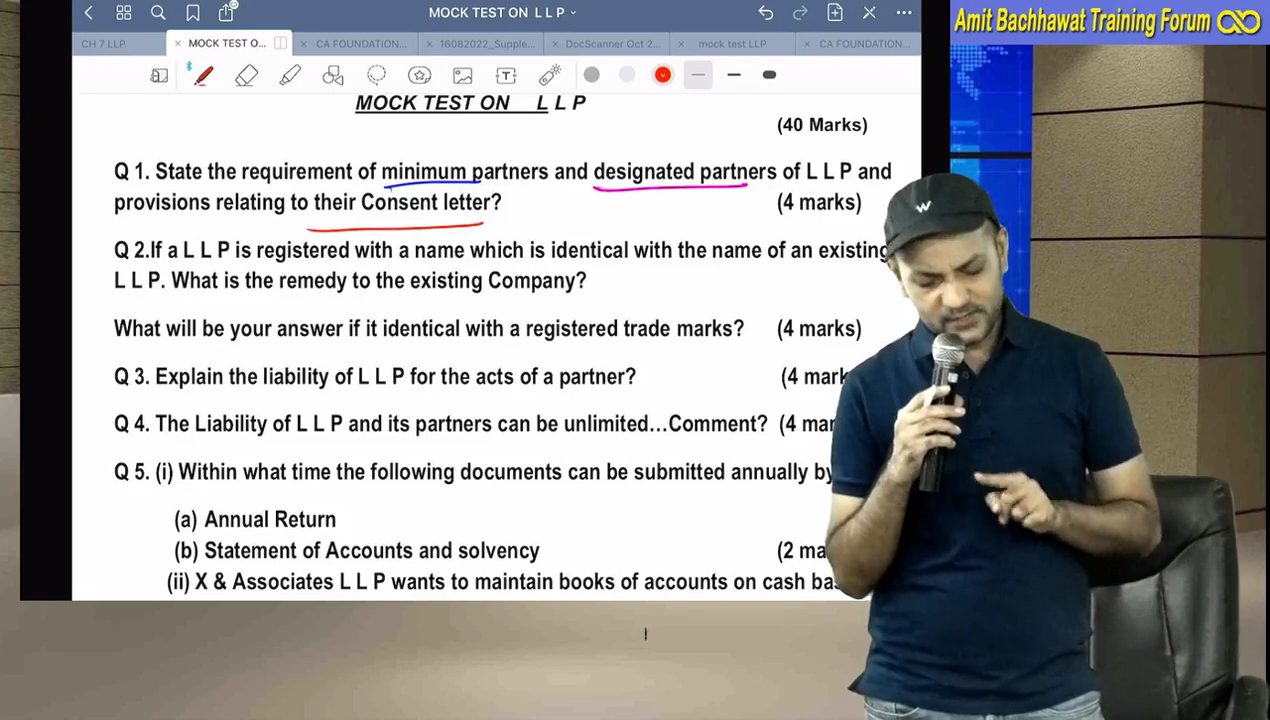 MOCK TEST ON L L P
Amit Bachhawat Training Forum
CH 7 LLP
MOCK TEST O...
CA FOUNDATION...
16082022_Supple...
DocScanner Oct 2...
mock test LLP
CA FOUNDATION...
T
MOCK TEST ON L L P
(40 Marks)
Q 1. State the requirement of minimum partners and designated partners of L L P and
provisions relating to their Consent letter? (4 marks)
W
Q 2.If a L L P is registered with a name which is identical with the name of an existing
L L P. What is the remedy to the existing Company?
What will be your answer if it identical with a registered trade marks? (4 marks)
Q 3. Explain the liability of L L P for the acts of a partner? (4 mark
Q 4. The Liability of L L P and its partners can be unlimited...Comment? (4 mar
Q 5. (i) Within what time the following documents can be submitted annually by
(a) Annual Return
(b) Statement of Accounts and solvency (2 ma
(ii) X & Associates L L P wants to maintain books of accounts on cash ba